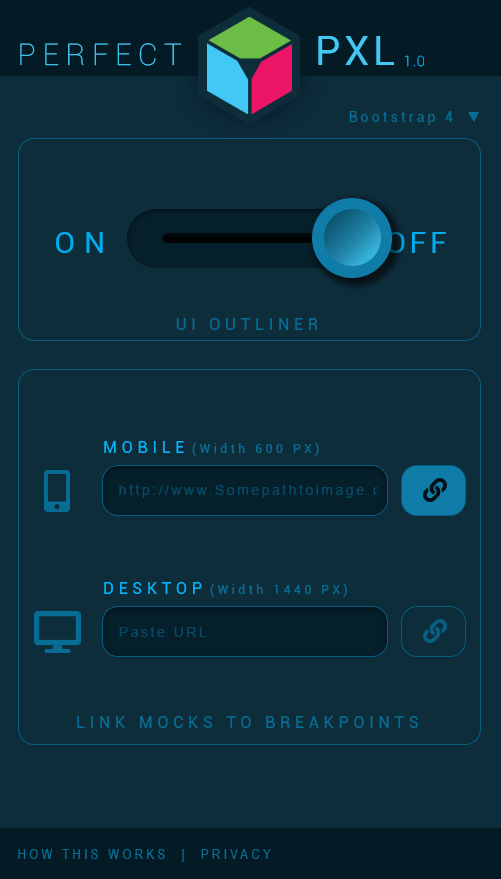 PERFECT PXL 1.0
Bootstrap 4 ▼
ON OFF
UI OUTLINER
MOBILE (Width 600 PX)
http://www.Somepathtoimage.c
DESKTOP (Width 1440 PX)
Paste URL
LINK MOCKS TO BREAKPOINTS
HOW THIS WORKS | PRIVACY